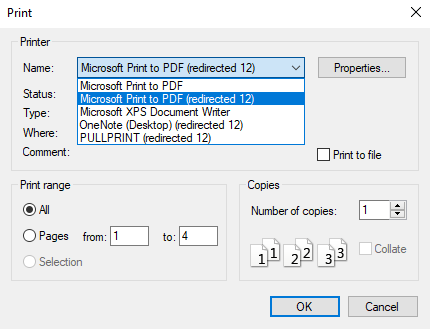 Print
Printer
Name: Microsoft Print to PDF (redirected 12) Properties...
Microsoft Print to PDF
Status: Microsoft Print to PDF (redirected 12)
Type: Microsoft XPS Document Writer
OneNote (Desktop) (redirected 12)
Where: PULLPRINT (redirected 12)
Comment: Print to file
Print range
All
Pages from: 1 to: 4
Selection
Copies
Number of copies: 1
1 1 2 2 3 3 Collate
OK Cancel